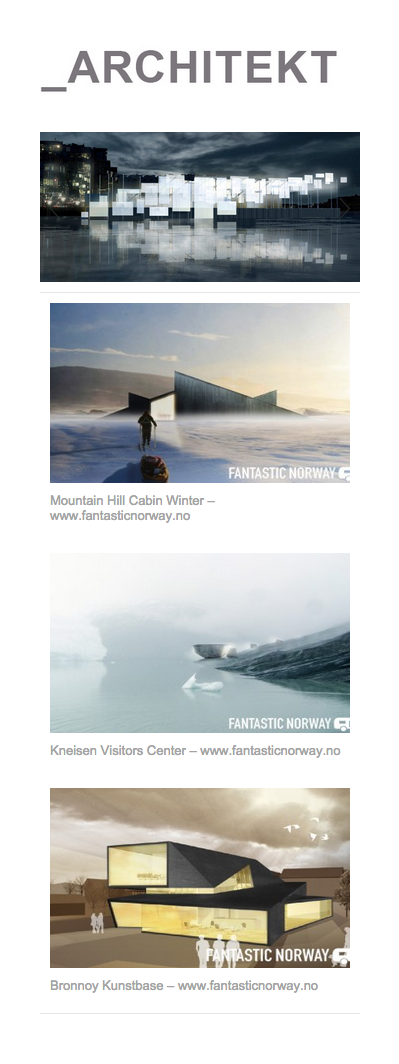 _ARCHITEKT
FANTASTIC NORWAY
Mountain Hill Cabin Winter –
www.fantasticnorway.no
FANTASTIC NORWAY
Kneisen Visitors Center – www.fantasticnorway.no
FANTASTIC NORWAY
Bronnoy Kunstbase – www.fantasticnorway.no